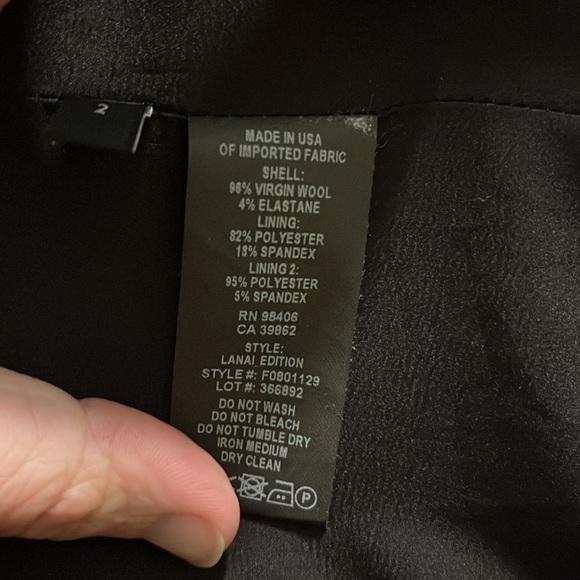 2
MADE IN USA
OF IMPORTED FABRIC
SHELL:
96% VIRGIN WOOL
4% ELASTANE
LINING:
82% POLYESTER
18% SPANDEX
LINING 2:
95% POLYESTER
5% SPANDEX
RN 98406
CA 39862
STYLE:
LANAI_EDITION
STYLE#: F0801129
LOT#: 366892
DO NOT WASH
DO NOT BLEACH
DO NOT TUMBLE DRY
IRON MEDIUM
DRY CLEAN
P